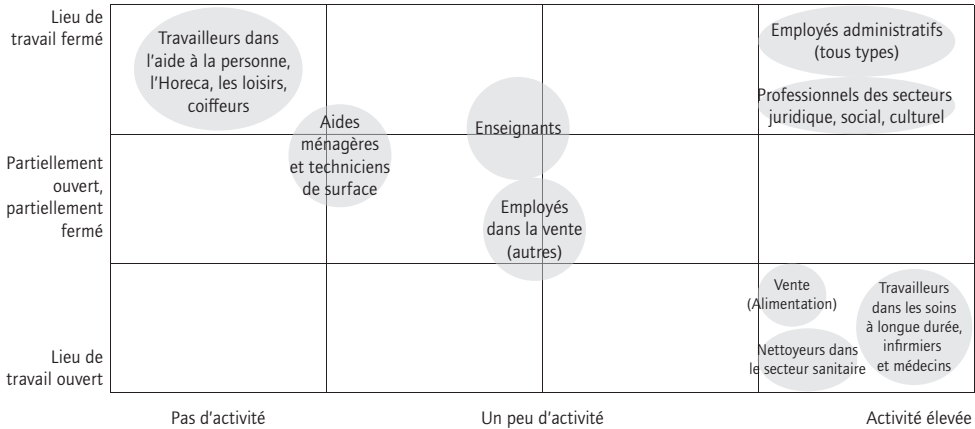 Lieu de
travail fermé
Travailleurs dans
l’aide à la personne,
l’Horeca, les loisirs,
coiffeurs
Employés administratifs
(tous types)
Professionnels des secteurs
juridique, social, culturel
Aides
ménagères
et techniciens
de surface
Enseignants
Partiellement
ouvert,
partiellement
fermé
Employés
dans la vente
(autres)
Vente
(Alimentation)
Travailleurs
dans les soins
à longue durée,
infirmiers
et médecins
Nettoyeurs dans
le secteur sanitaire
Lieu de
travail ouvert
Pas d’activité
Un peu d’activité
Activité élevée